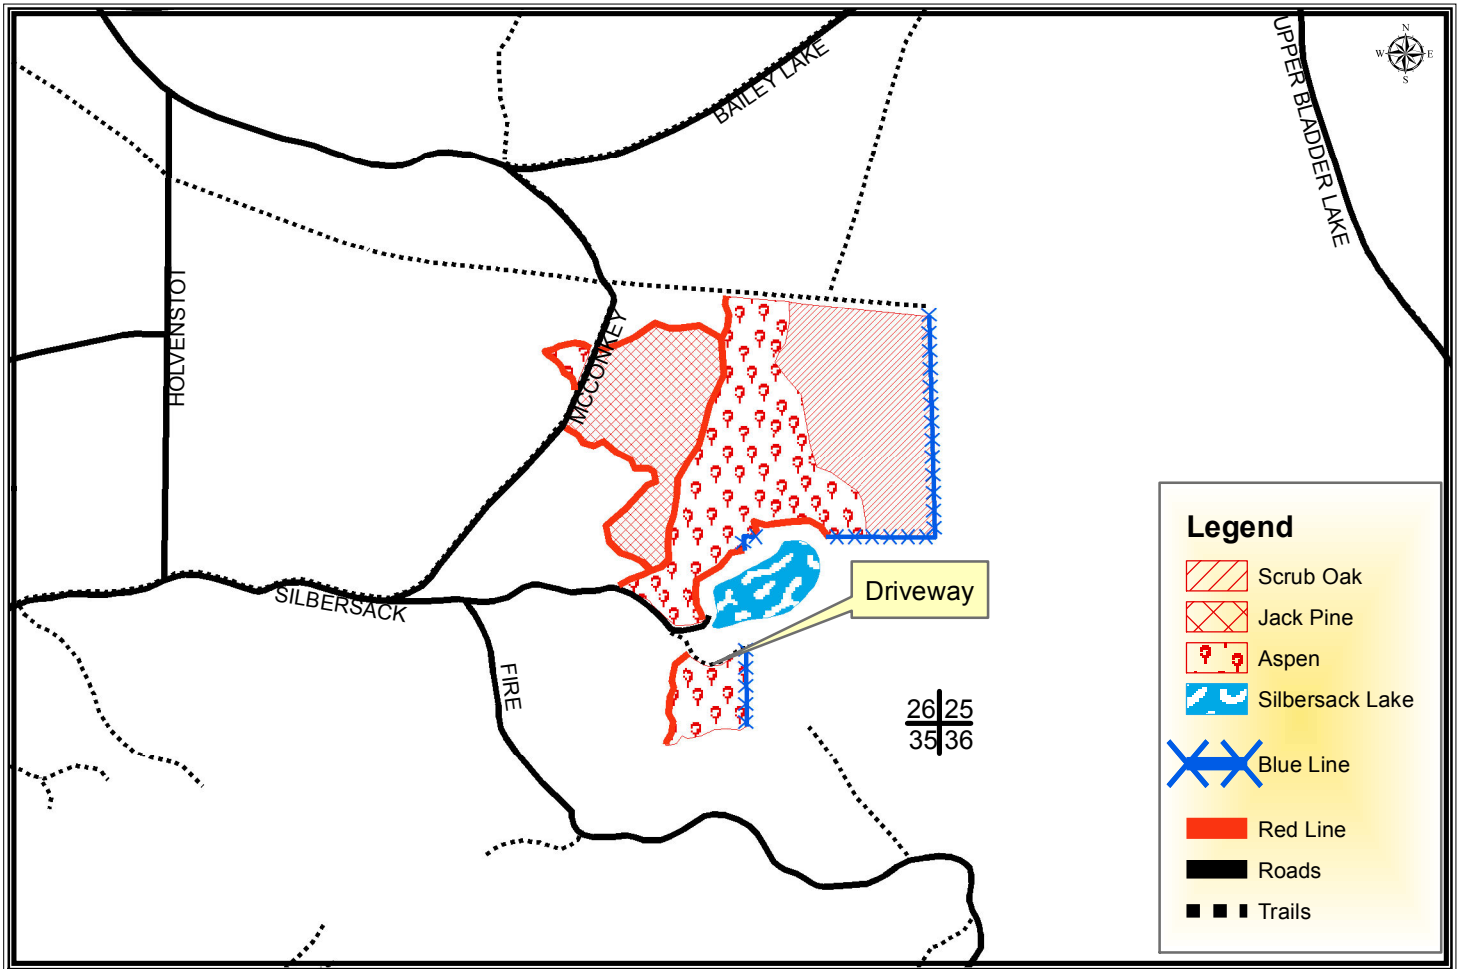 N
W E
S
BAILEY LAKE
UPPER BLADDER LAKE
HOLVENSTOT
MCCONKEY
SILBERSACK
FIRE
Driveway
26 25
35 36
Legend
Scrub Oak
Jack Pine
Aspen
Silbersack Lake
Blue Line
Red Line
Roads
Trails